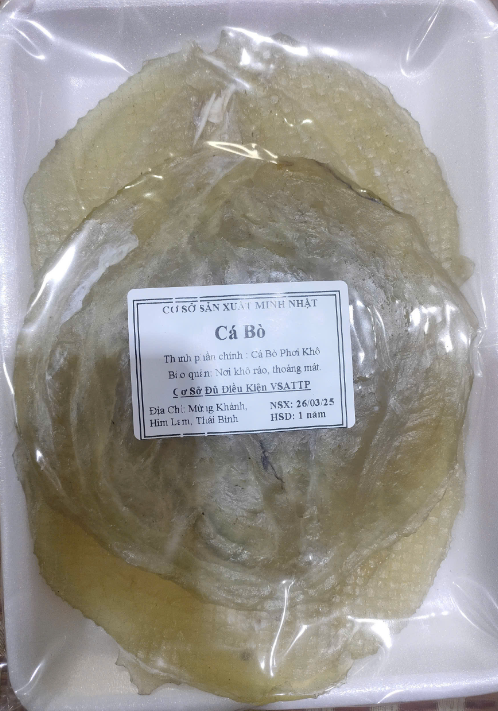 CƠ SỞ SẢN XUẤT MINH NHẬT
Cá Bò
Thành phần chính : Cá Bò Phơi Khô
Bảo quản: Nơi khô ráo, thoáng mát.
Cơ Sở Đủ Điều Kiện VSATTP
Địa Chỉ: Mừng Khánh, NSX: 26/03/25
Him Lam, Thái Bình HSD: 1 năm